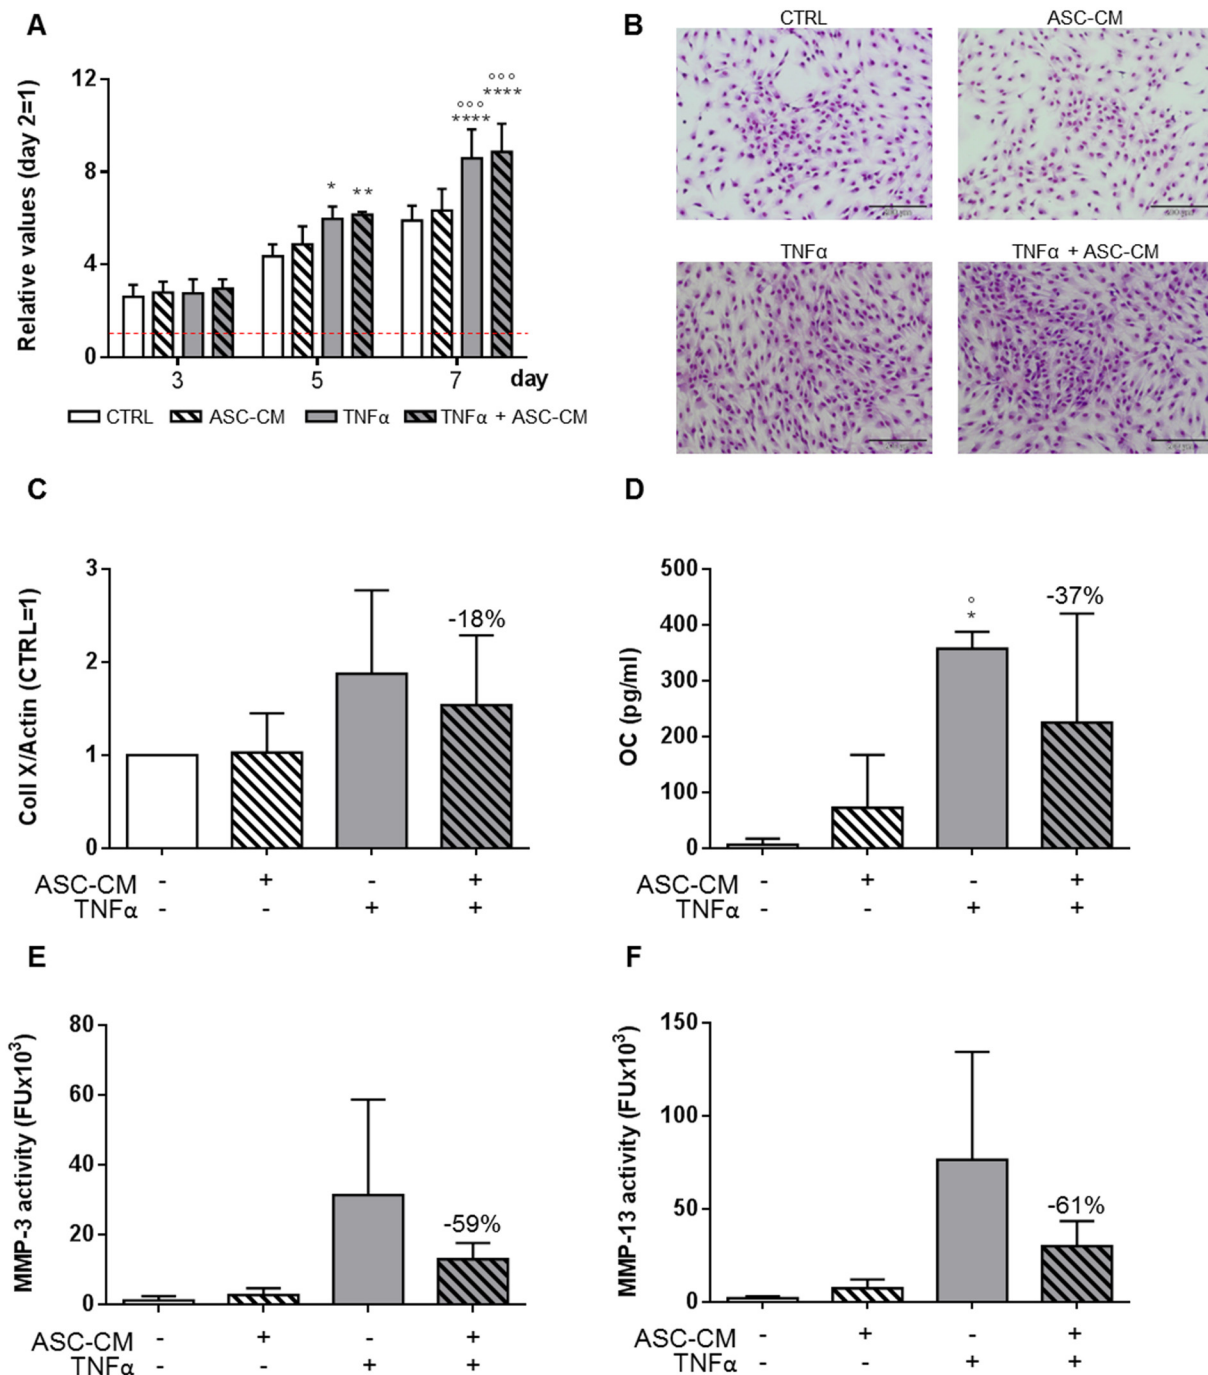 A
Relative values (day 2=1)
12
8
4
0
*
**
°°°
****
°°°
****
3
5
7
day
CTRL
ASC-CM
TNFα
TNFα + ASC-CM
B
CTRL
ASC-CM
TNFα
TNFα + ASC-CM
C
Coll X/Actin (CTRL=1)
3
2
1
0
-18%
ASC-CM - + - +
TNFα - - + +
D
OC (pg/ml)
500
400
300
200
100
0
°
*
-37%
ASC-CM - + - +
TNFα - - + +
E
MMP-3 activity (FUx10³)
80
60
40
20
0
-59%
ASC-CM - + - +
TNFα - - + +
F
MMP-13 activity (FUx10³)
150
100
50
0
-61%
ASC-CM - + - +
TNFα - - + +